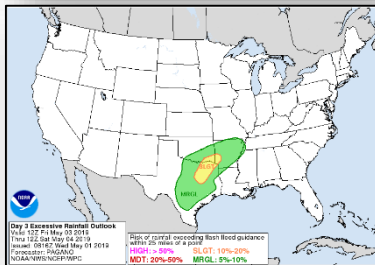 SLGT
MRGL
NOAA
Day 3 Excessive Rainfall Outlook
Valid 12Z Fri May 03 2019
Thru 12Z Sat May 04 2019
Issued: 0816Z Wed May 01 2019
Forecaster: PAGANO
NOAA/NWS/NCEP/WPC
Risk of rainfall exceeding flash flood guidance
within 25 miles of a point
HIGH: > 50%
SLGT: 10%-20%
MDT: 20%-50%
MRGL: 5%-10%